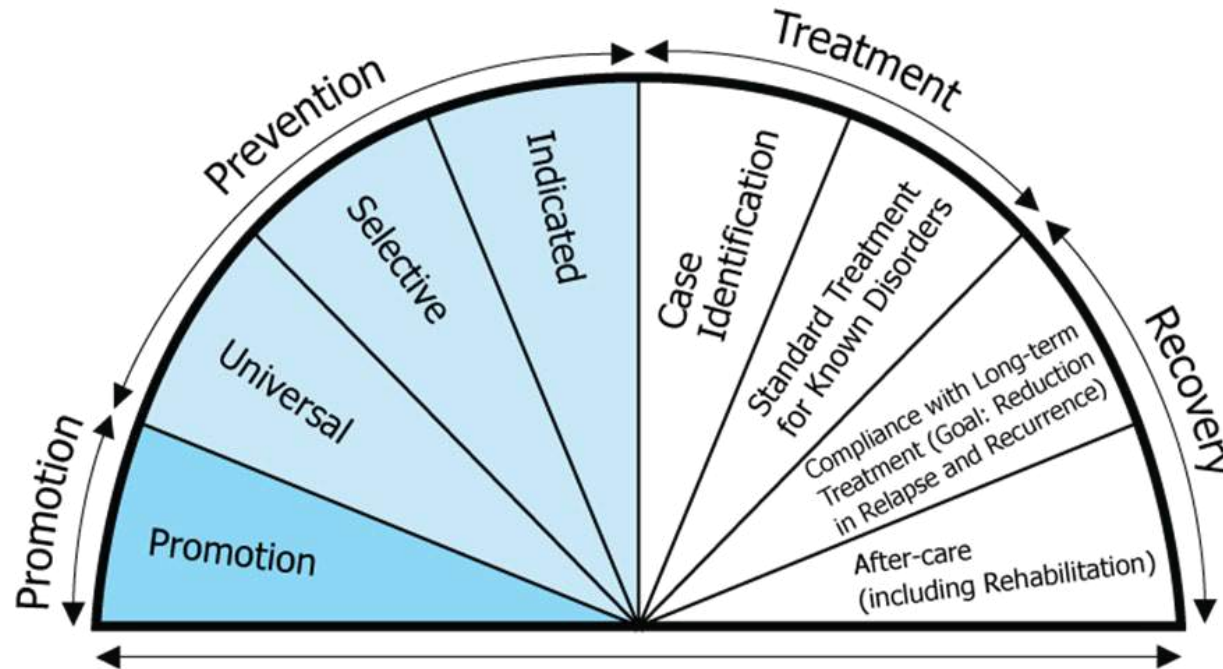 Promotion
Prevention
Treatment
Recovery
Promotion
Universal
Selective
Indicated
Case
Identification
Standard Treatment
for Known Disorders
Compliance with Long-term
Treatment (Goal: Reduction
in Relapse and Recurrence)
After-care
(including Rehabilitation)